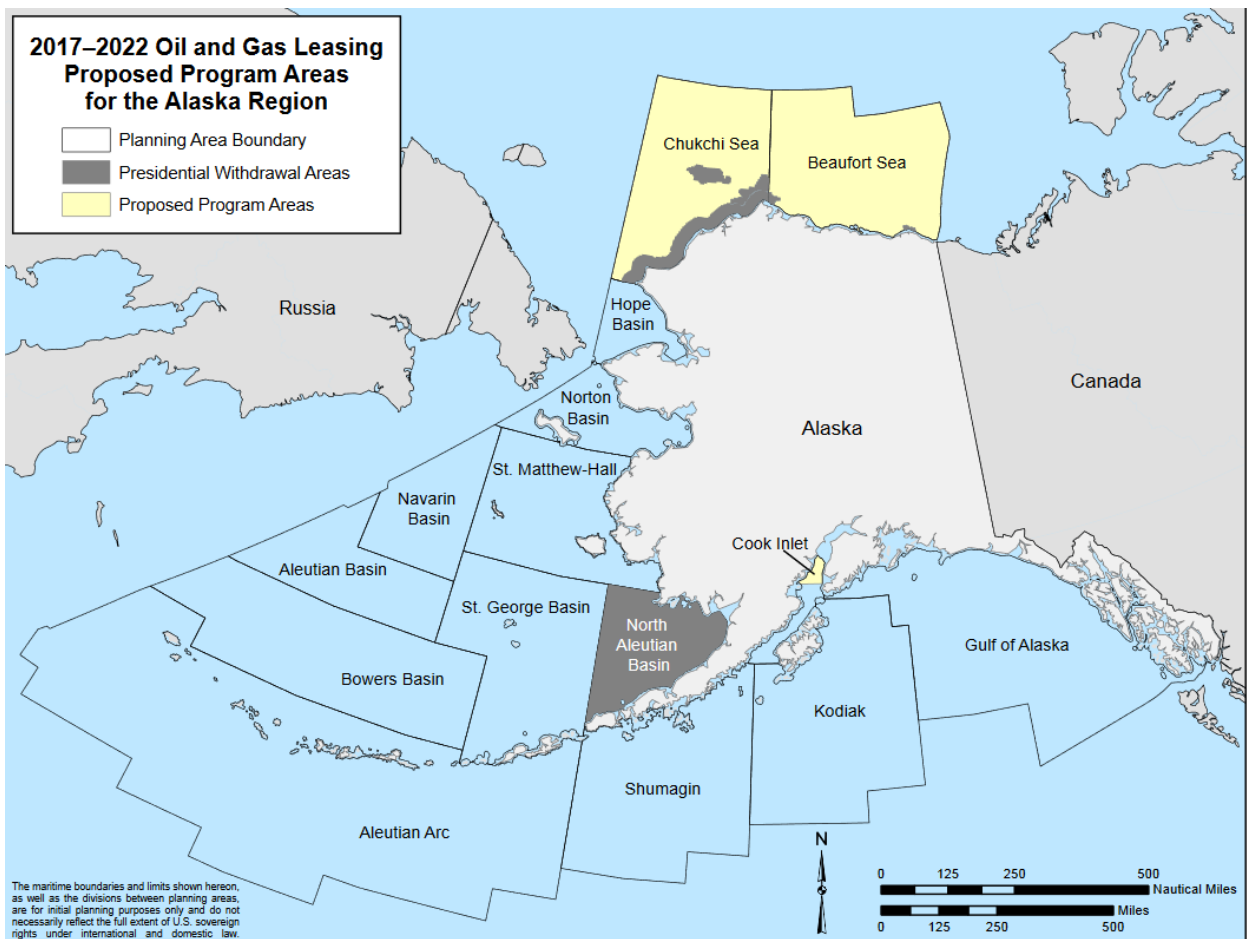 2017–2022 Oil and Gas Leasing
Proposed Program Areas
for the Alaska Region
Planning Area Boundary
Presidential Withdrawal Areas
Proposed Program Areas
Chukchi Sea
Beaufort Sea
Russia
Hope
Basin
Canada
Norton
Basin
Alaska
St. Matthew-Hall
Navarin
Basin
Cook Inlet
Aleutian Basin
St. George Basin
North
Aleutian
Basin
Gulf of Alaska
Bowers Basin
Kodiak
Shumagin
Aleutian Arc
N
0 125 250 500
Nautical Miles
Miles
0 125 250 500
The maritime boundaries and limits shown hereon,
as well as the divisions between planning areas,
are for initial planning purposes only and do not
necessarily reflect the full extent of U.S. sovereign
rights under international and domestic law.